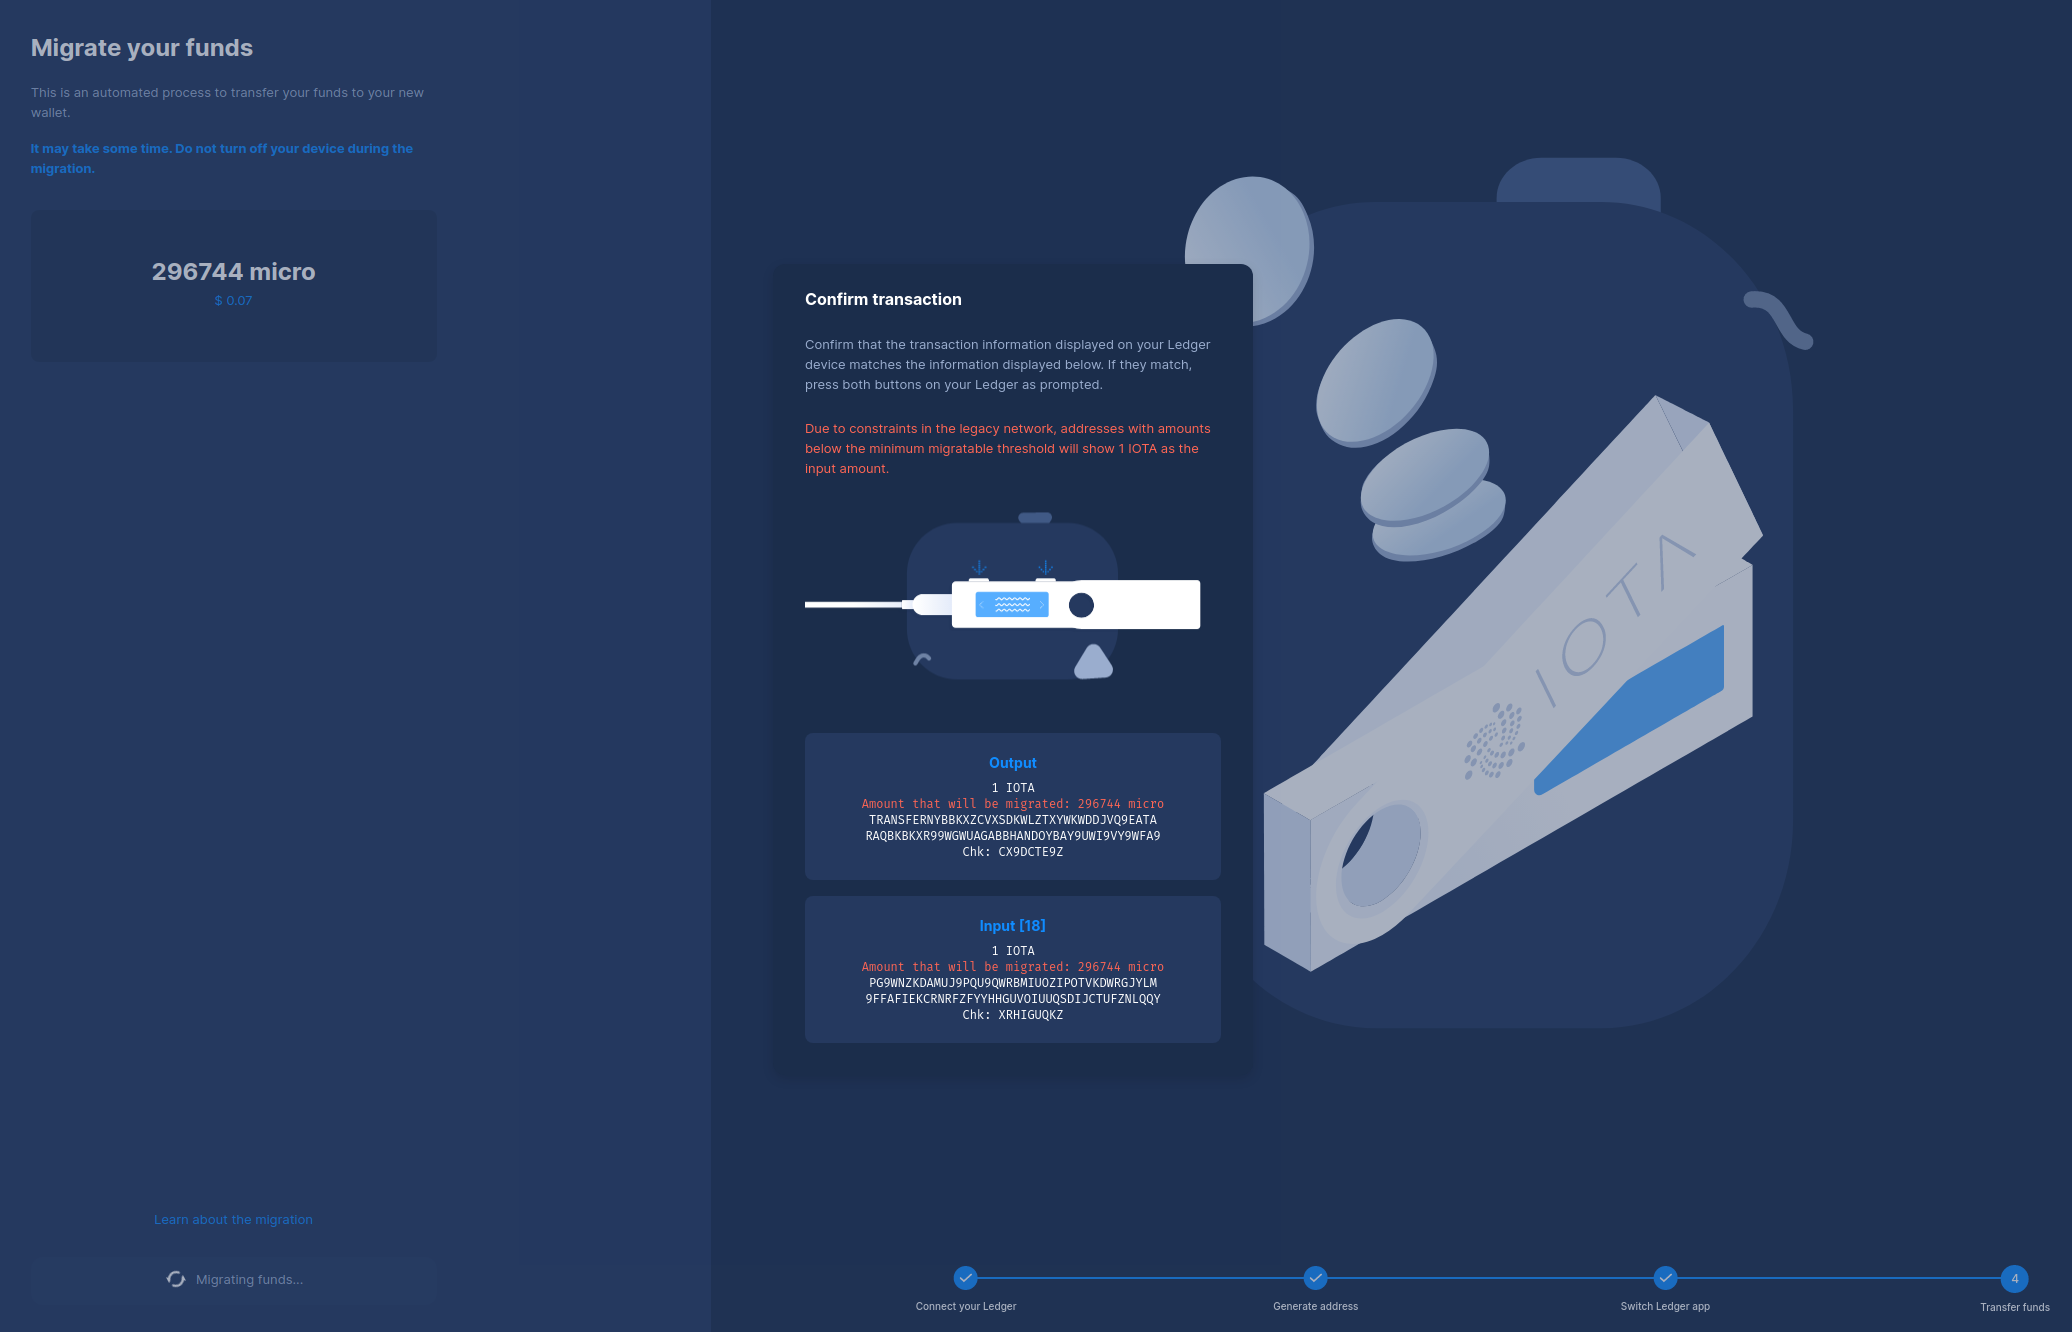 Migrate your funds
This is an automated process to transfer your funds to your new
wallet.
It may take some time. Do not turn off your device during the
migration.
296744 micro
$ 0.07
Learn about the migration
Migrating funds...
Confirm transaction
Confirm that the transaction information displayed on your Ledger
device matches the information displayed below. If they match,
press both buttons on your Ledger as prompted.
Due to constraints in the legacy network, addresses with amounts
below the minimum migratable threshold will show 1 IOTA as the
input amount.
Output
1 IOTA
Amount that will be migrated: 296744 micro
TRANSFERNYBBKXZCVXSDKWLZTXYWKWDDJVQ9EATA
RAQBKBKXR99WGWUAGABBHANDOYBAY9UWI9VY9WFA9
Chk: CX9DCTE9Z
Input [18]
1 IOTA
Amount that will be migrated: 296744 micro
PG9WNZKDAMUJ9PQU9QWRBMIUOZIPOTVKDWRGJYLM
9FFAFIEKCRNRFZFYYHHGUVOIUUQSDIJCTUFZNLQQY
Chk: XRHIGUQKZ
IOTA
4
Connect your Ledger
Generate address
Switch Ledger app
Transfer funds